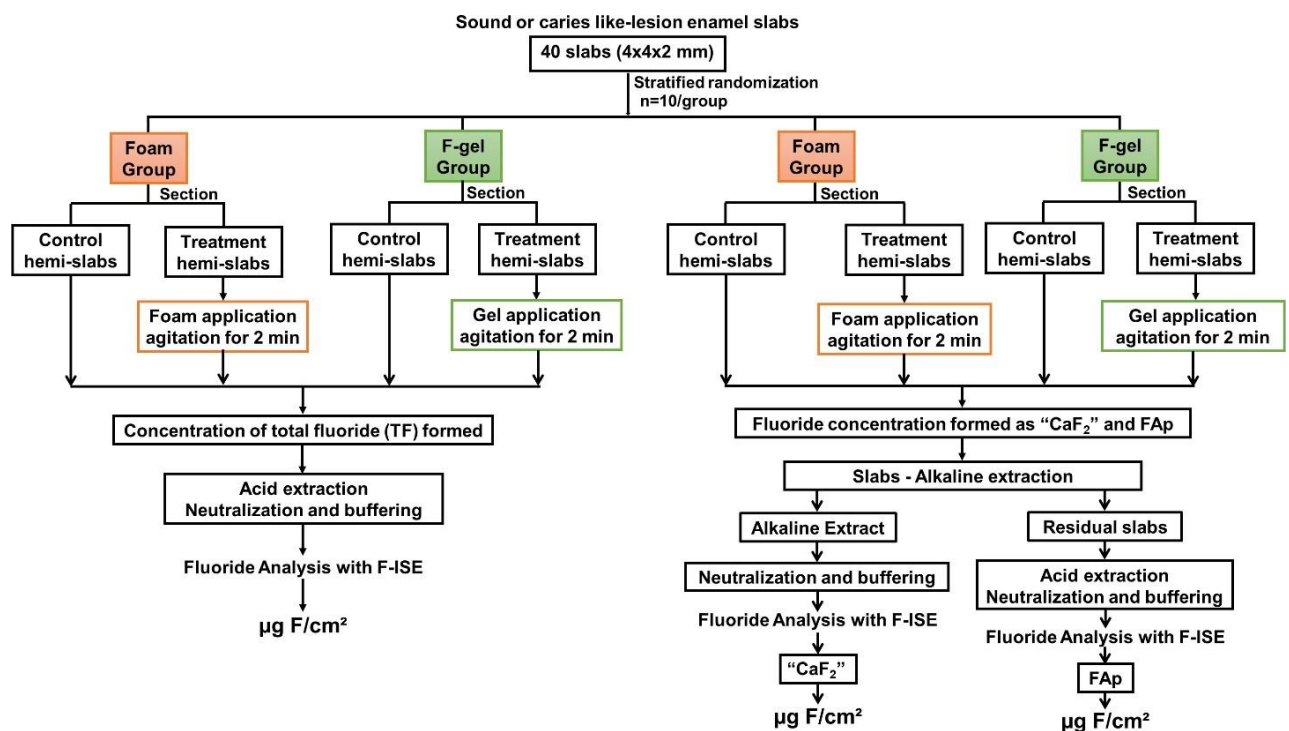 Sound or caries like-lesion enamel slabs
40 slabs (4x4x2 mm)
Stratified randomization
n=10/group
Foam
Group
F-gel
Group
Foam
Group
F-gel
Group
Section
Section
Section
Section
Control
hemi-slabs
Treatment
hemi-slabs
Control
hemi-slabs
Treatment
hemi-slabs
Control
hemi-slabs
Treatment
hemi-slabs
Control
hemi-slabs
Treatment
hemi-slabs
Foam application
agitation for 2 min
Gel application
agitation for 2 min
Foam application
agitation for 2 min
Gel application
agitation for 2 min
Concentration of total fluoride (TF) formed
Acid extraction
Neutralization and buffering
Fluoride Analysis with F-ISE
µg F/cm²
Fluoride concentration formed as “CaF₂” and FAp
Slabs - Alkaline extraction
Alkaline Extract
Neutralization and buffering
Fluoride Analysis with F-ISE
“CaF₂”
µg F/cm²
Residual slabs
Acid extraction
Neutralization and buffering
Fluoride Analysis with F-ISE
FAp
µg F/cm²